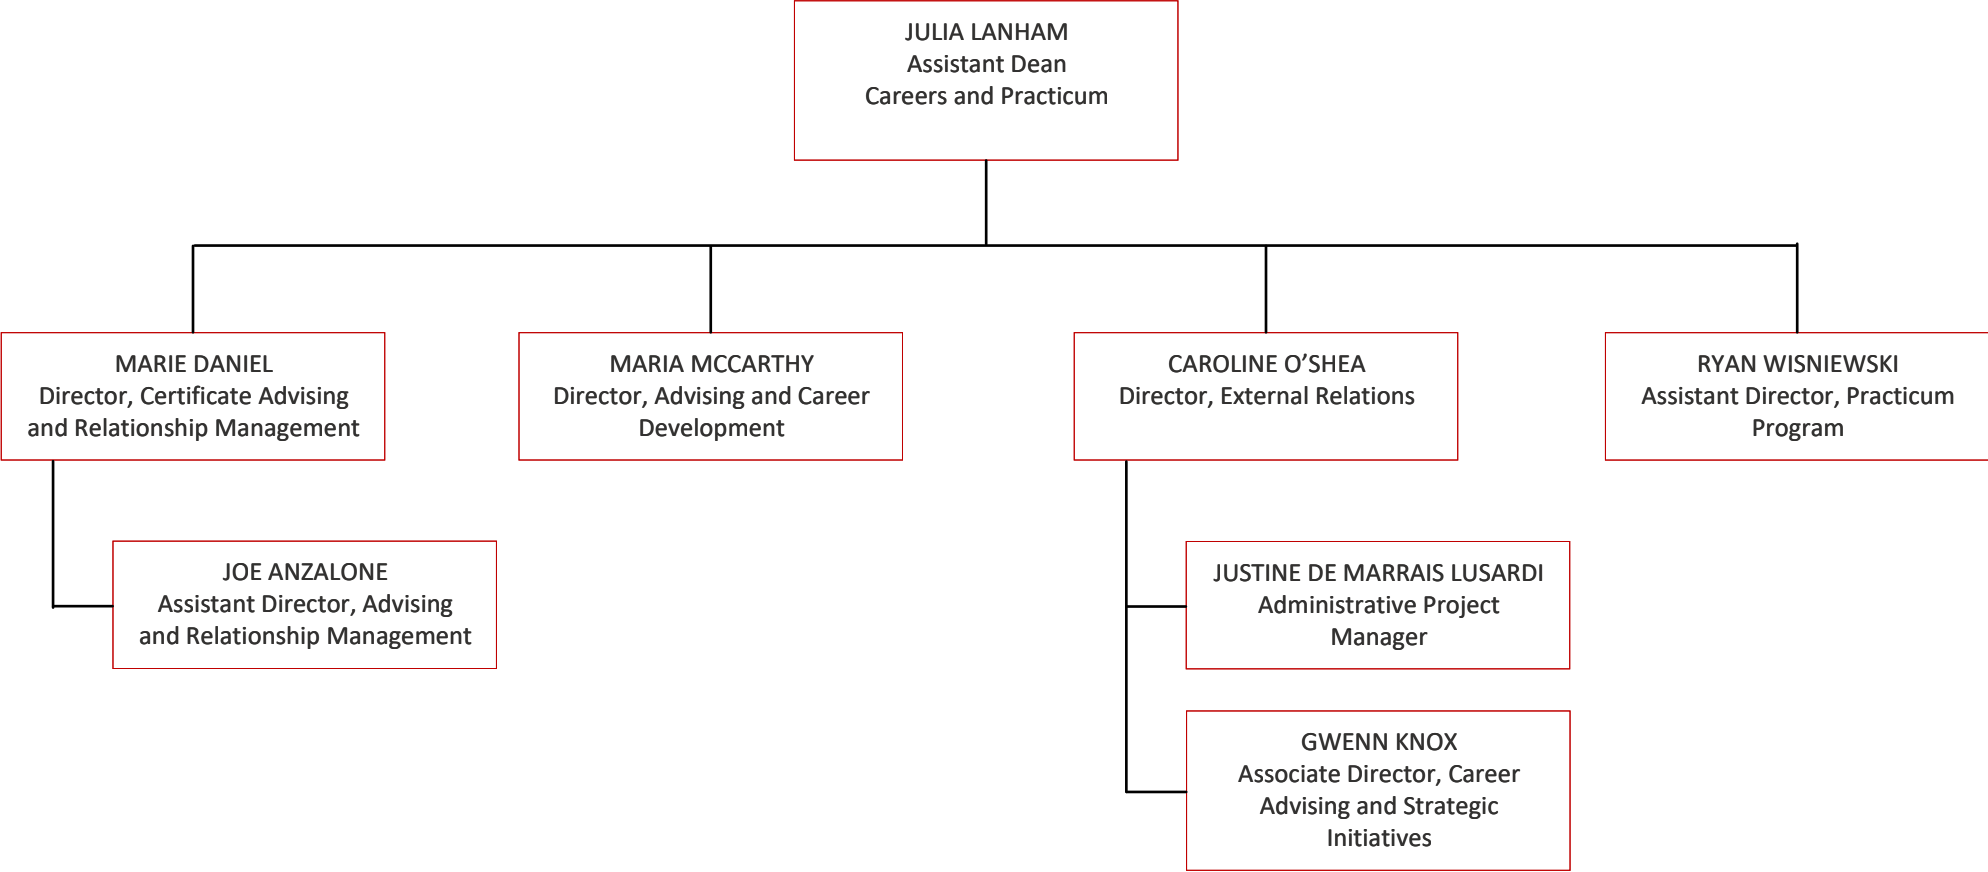 JULIA LANHAM
Assistant Dean
Careers and Practicum
MARIE DANIEL
Director, Certificate Advising
and Relationship Management
MARIA MCCARTHY
Director, Advising and Career
Development
CAROLINE O’SHEA
Director, External Relations
RYAN WISNIEWSKI
Assistant Director, Practicum
Program
JOE ANZALONE
Assistant Director, Advising
and Relationship Management
JUSTINE DE MARRAIS LUSARDI
Administrative Project
Manager
GWENN KNOX
Associate Director, Career
Advising and Strategic
Initiatives